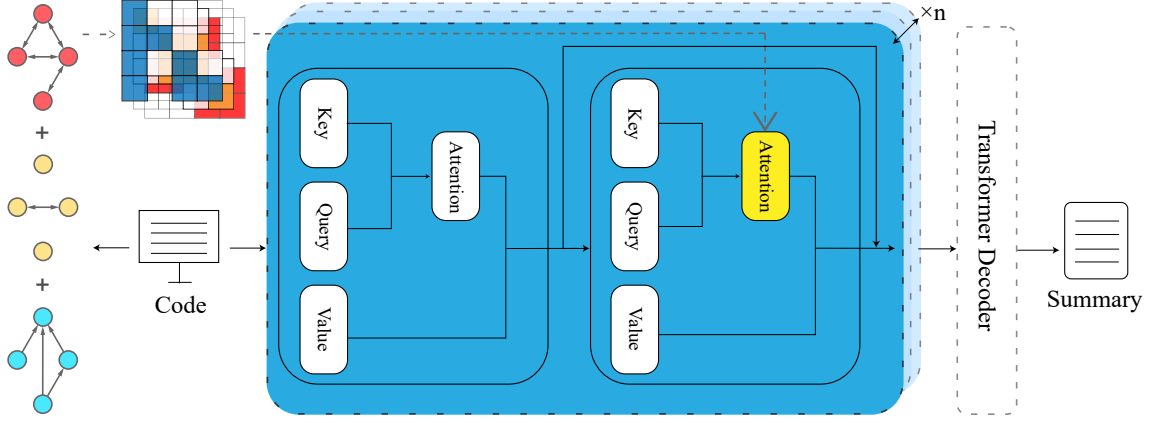 +
+
Code
Key
Query
Value
Attention
Key
Query
Value
Attention
×n
Transformer Decoder
Summary